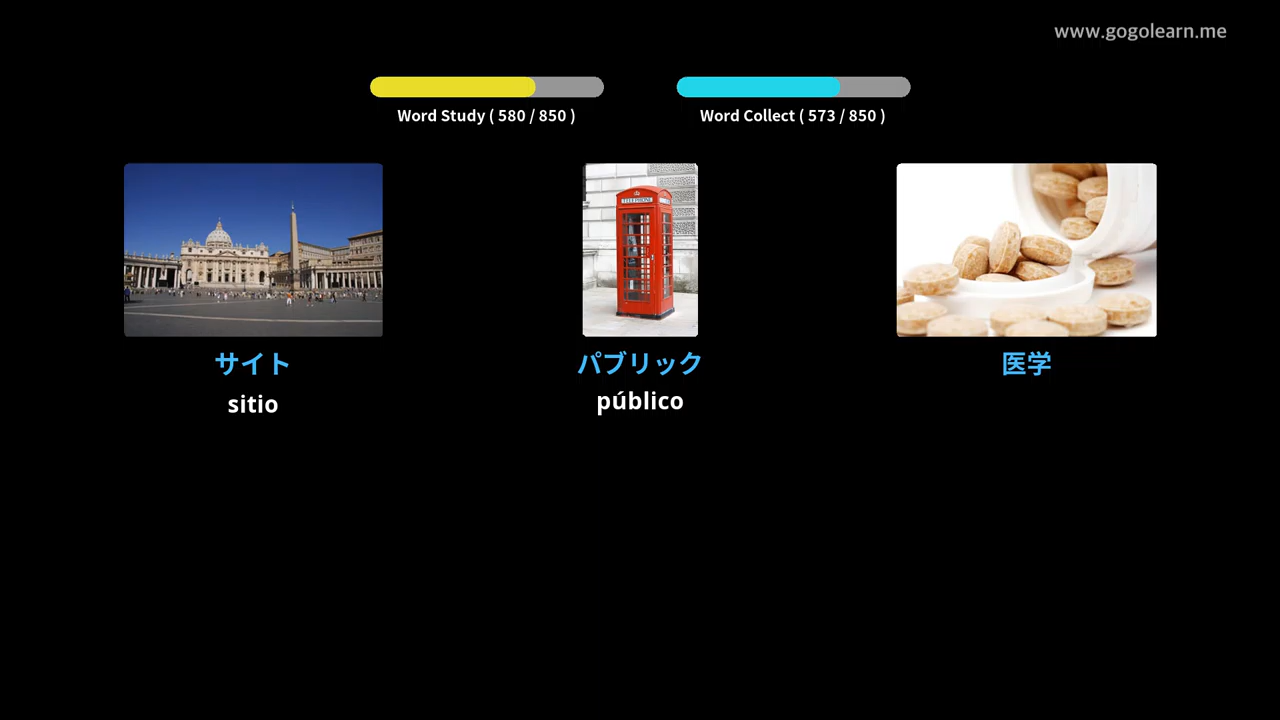 www.gogolearn.me
Word Study ( 580 / 850 )
Word Collect ( 573 / 850 )
TELEPHONE
サイト
パブリック
医学
sitio
público